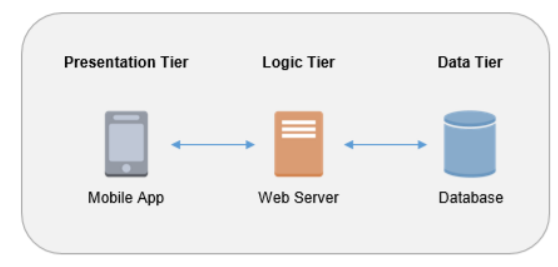 Presentation Tier
Logic Tier
Data Tier
Mobile App
Web Server
Database